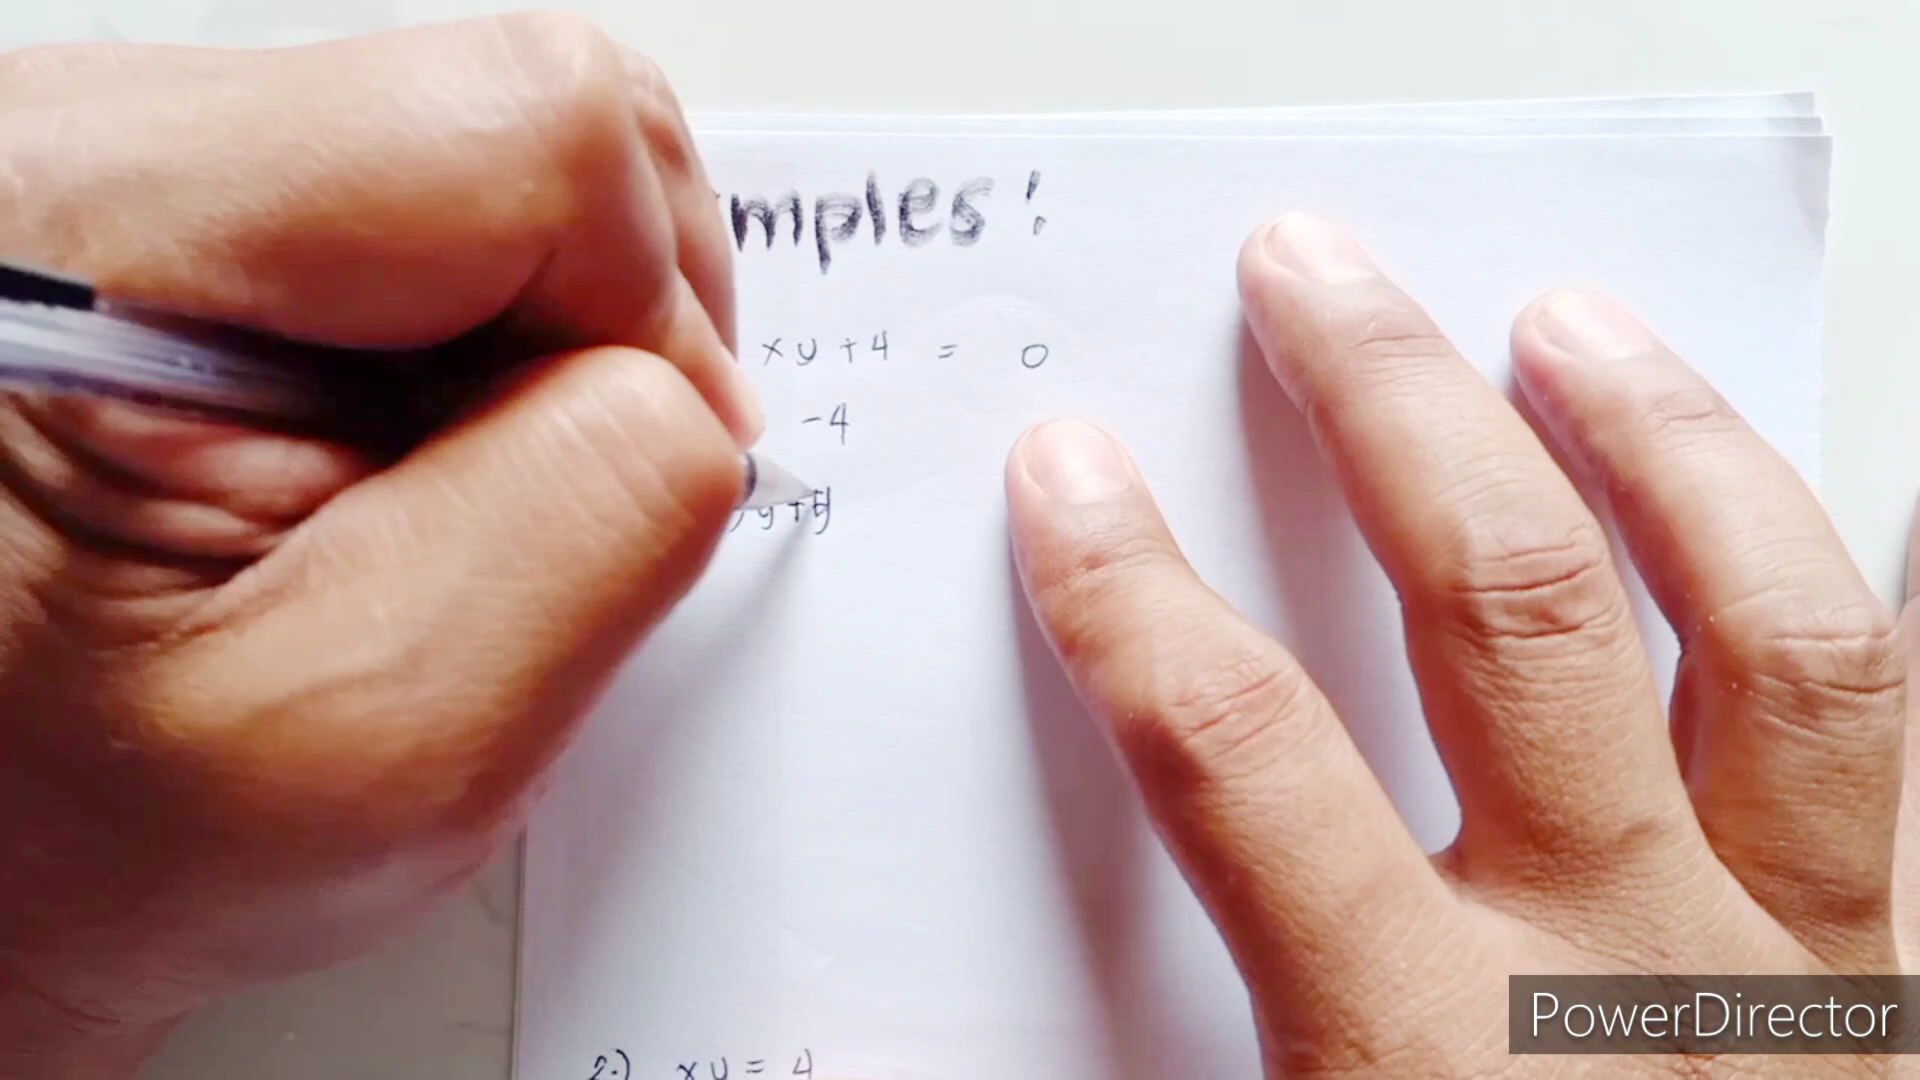 mples:
xy + 4 = 0
-4
y +
2.) xy = 4
PowerDirector